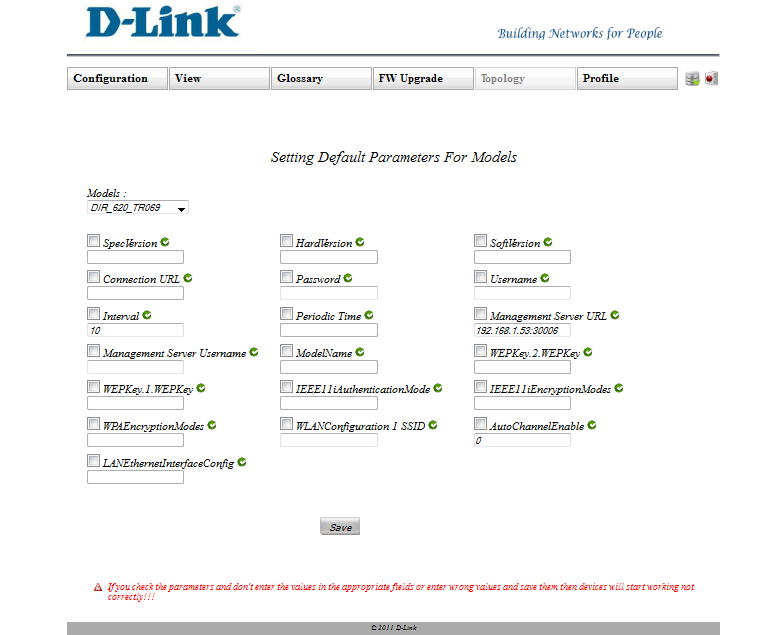 D-Link®
Building Networks for People
Configuration View Glossary FW Upgrade Topology Profile
Setting Default Parameters For Models
Models :
DIR_620_TR069
SpecVersion HardVersion SoftVersion
Connection URL Password Username
Interval Periodic Time Management Server URL
10 192.168.1.53:30006
Management Server Username ModelName WEPKey.2.WEPKey
WEPKey.1.WEPKey IEEE11iAuthenticationMode IEEE11iEncryptionModes
WPAEncryptionModes WLANConfiguration 1 SSID AutoChannelEnable
0
LANEthernetInterfaceConfig
Save
If you check the parameters and don't enter the values in the appropriate fields or enter wrong values and save them then devices will start working not
correctly!!!
© 2011 D-Link